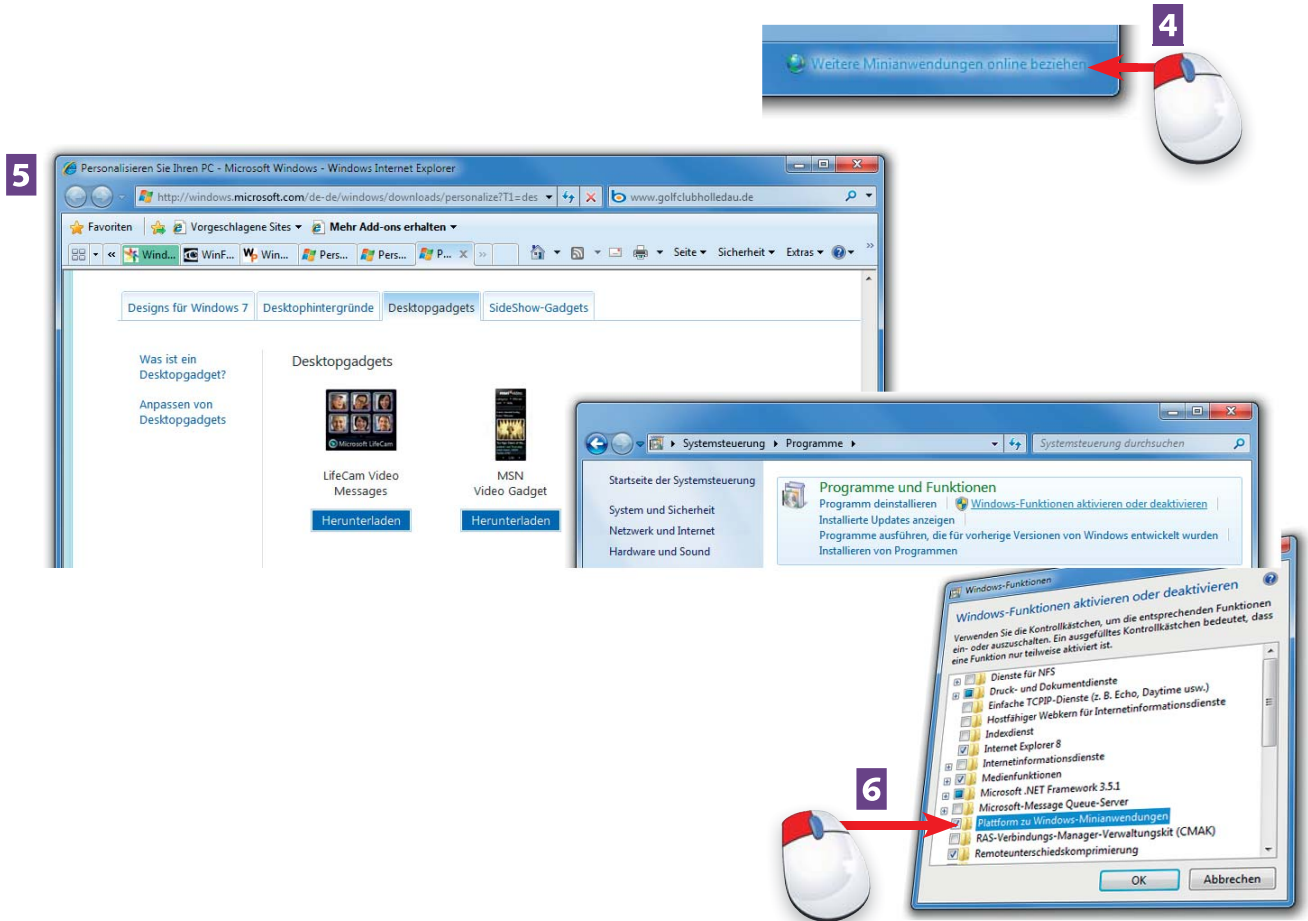 4
Weitere Minianwendungen online beziehen
5
Personalisieren Sie Ihren PC - Microsoft Windows - Windows Internet Explorer
http://windows.microsoft.com/de-de/windows/downloads/personalize?T1=des
www.golfclubholledau.de
Favoriten Vorgeschlagene Sites Mehr Add-ons erhalten
Wind... WinF... Win... Pers... Pers... P... Seite Sicherheit Extras
Designs für Windows 7 Desktophintergründe Desktopgadgets SideShow-Gadgets
Was ist ein
Desktopgadget?
Anpassen von
Desktopgadgets
Desktopgadgets
Microsoft LifeCam
LifeCam Video
Messages
Herunterladen
MSN
Video Gadget
Herunterladen
Systemsteuerung Programme
Systemsteuerung durchsuchen
Startseite der Systemsteuerung
System und Sicherheit
Netzwerk und Internet
Hardware und Sound
Programme und Funktionen
Programm deinstallieren Windows-Funktionen aktivieren oder deaktivieren
Installierte Updates anzeigen
Programme ausführen, die für vorherige Versionen von Windows entwickelt wurden
Installieren von Programmen
Windows-Funktionen
Windows-Funktionen aktivieren oder deaktivieren
Verwenden Sie die Kontrollkästchen, um die entsprechenden Funktionen
ein- oder auszuschalten. Ein ausgefülltes Kontrollkästchen bedeutet, dass
eine Funktion nur teilweise aktiviert ist.
Dienste für NFS
Druck- und Dokumentdienste
Einfache TCPIP-Dienste (z. B. Echo, Daytime usw.)
Hostfähiger Webkern für Internetinformationsdienste
Indexdienst
Internet Explorer 8
Internetinformationsdienste
Medienfunktionen
Microsoft .NET Framework 3.5.1
Microsoft-Message Queue-Server
Plattform zu Windows-Minianwendungen
RAS-Verbindungs-Manager-Verwaltungskit (CMAK)
Remoteunterschiedskomprimierung
OK Abbrechen
6